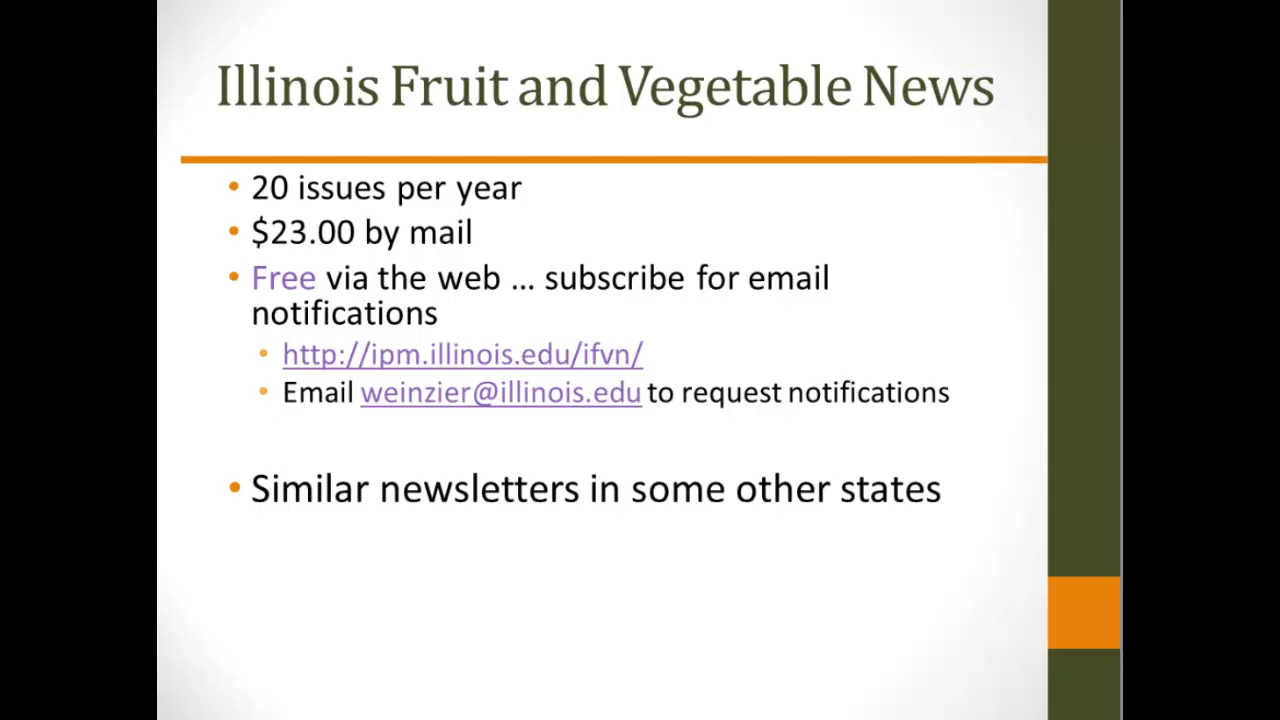 Illinois Fruit and Vegetable News
• 20 issues per year
• $23.00 by mail
• Free via the web … subscribe for email
notifications
• http://ipm.illinois.edu/ifvn/
• Email weinzier@illinois.edu to request notifications
• Similar newsletters in some other states